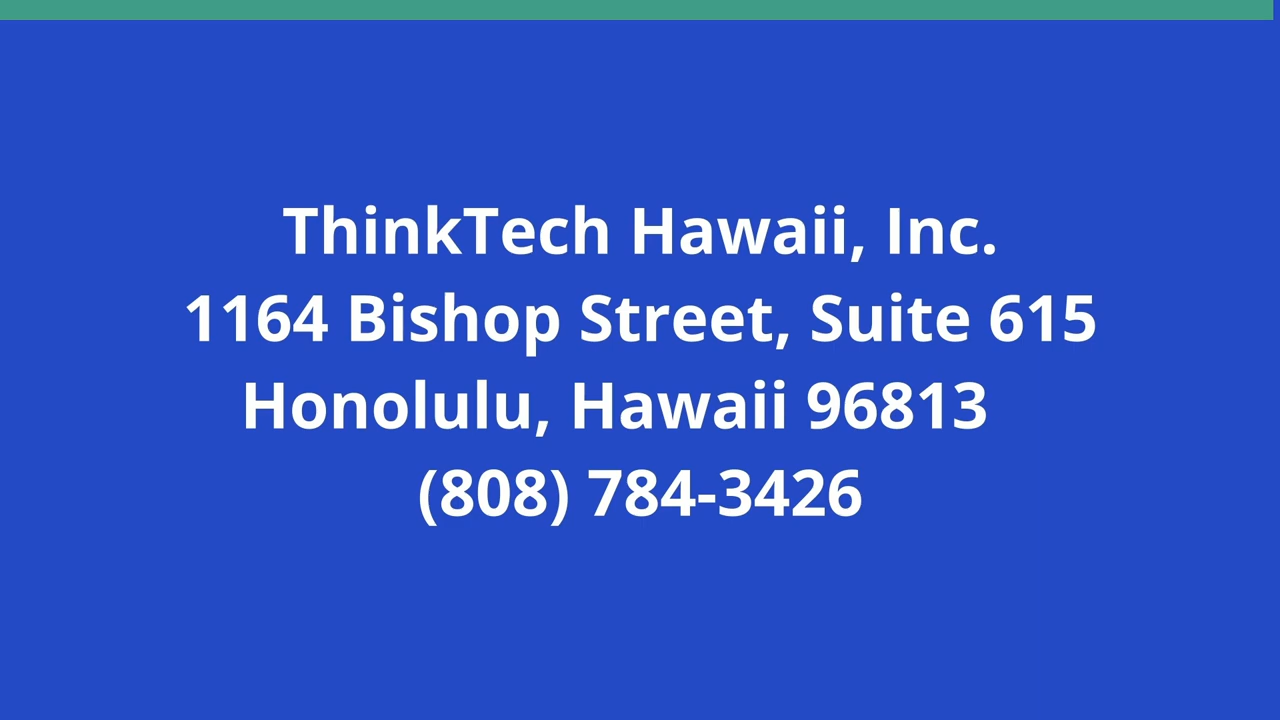 ThinkTech Hawaii, Inc.
1164 Bishop Street, Suite 615
Honolulu, Hawaii 96813
(808) 784-3426